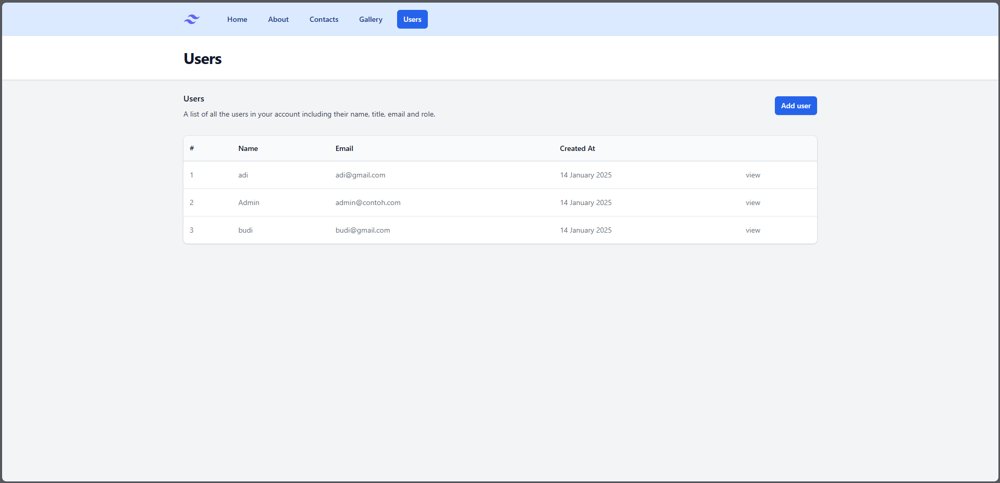 Home About Contacts Gallery Users
Users
Users
Add user
A list of all the users in your account including their name, title, email and role.
# Name Email Created At
1 adi adi@gmail.com 14 January 2025 view
2 Admin admin@contoh.com 14 January 2025 view
3 budi budi@gmail.com 14 January 2025 view